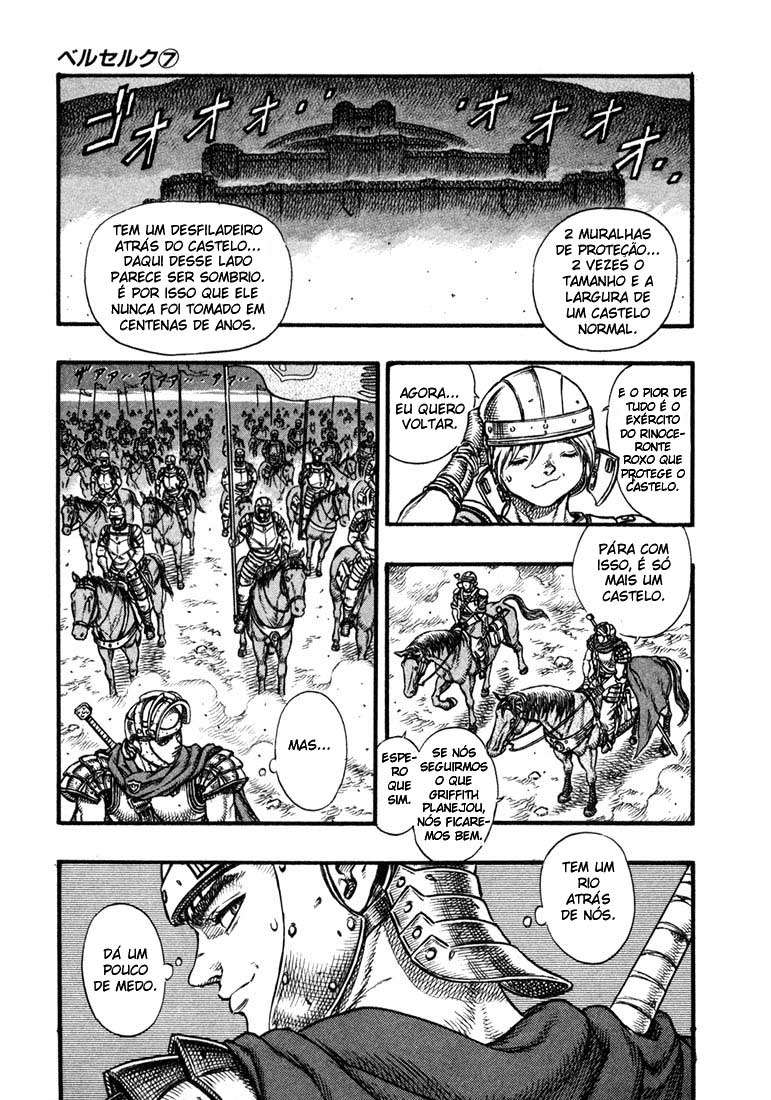 ベルセルク⑦
ゴオオオオ・・
オオオオ・・
2 MURALHAS
DE PROTEÇÃO...
2 VEZES O
TAMANHO E A
LARGURA DE
UM CASTELO
NORMAL.
TEM UM DESFILADEIRO
ATRÁS DO CASTELO...
DAQUI DESSE LADO
PARECE SER SOMBRIO.
É POR ISSO QUE ELE
NUNCA FOI TOMADO EM
CENTENAS DE ANOS.
E O PIOR DE
TUDO É O
EXÉRCITO
DO RINOCE-
RONTE
ROXO QUE
PROTEGE O
CASTELO.
AGORA...
EU QUERO
VOLTAR.
PÁRA COM
ISSO, É SÓ
MAIS UM
CASTELO.
SE NÓS
SEGUIRMOS
O QUE
GRIFFITH
PLANEJOU,
NÓS FICARE-
MOS BEM.
ESPE-
RO
QUE
SIM.
MAS...
TEM UM
RIO
ATRÁS
DE NÓS.
DÁ UM
POUCO
DE MEDO.